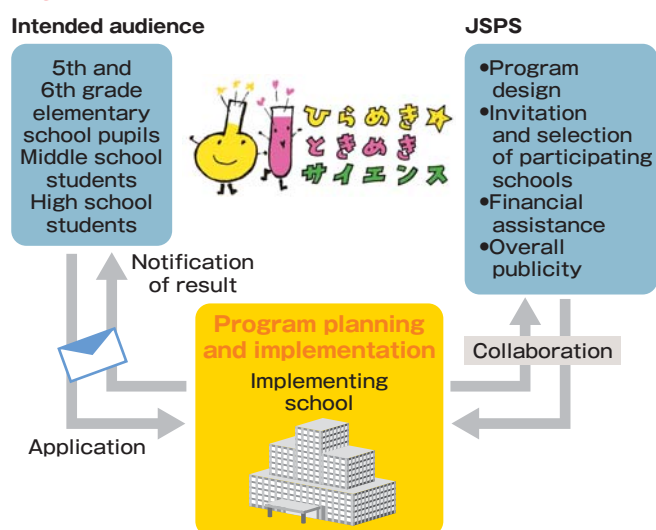 Intended audience
5th and
6th grade
elementary
school pupils
Middle school
students
High school
students
ひらめき☆
ときめき
サイエンス
JSPS
•Program
design
•Invitation
and selection
of participating
schools
•Financial
assistance
•Overall
publicity
Notification
of result
Application
Program planning
and implementation
Implementing
school
Collaboration